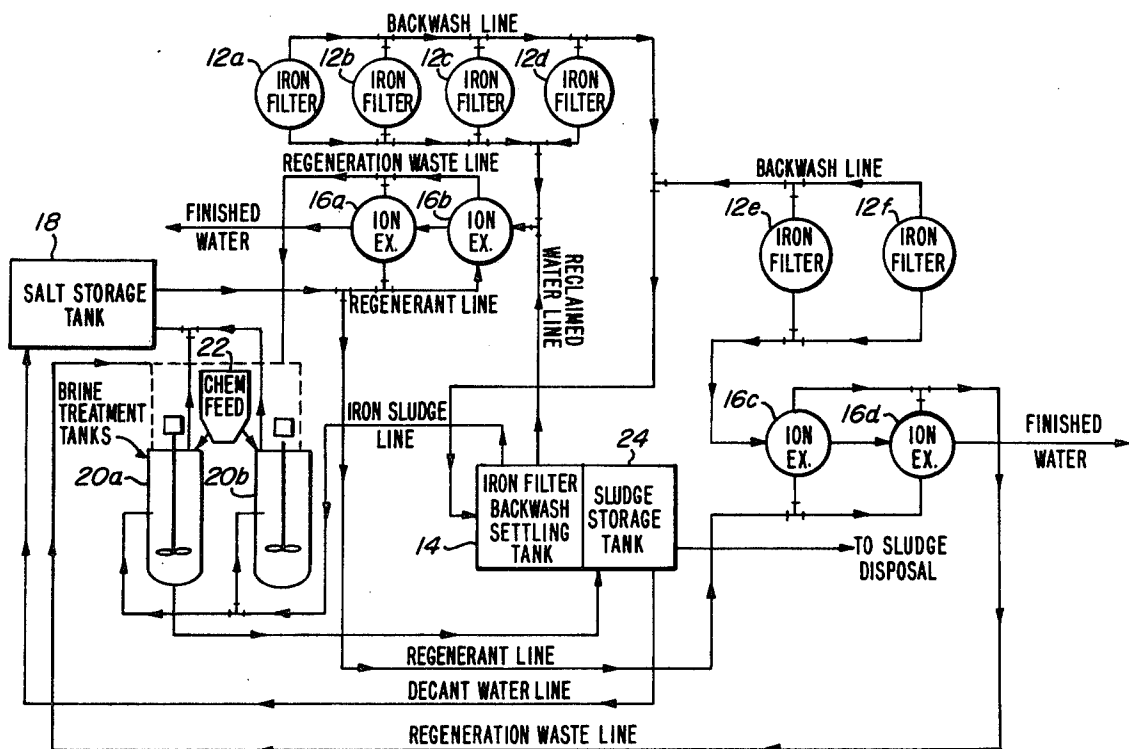 BACKWASH LINE
12a
12b
12c
12d
IRON
FILTER
IRON
FILTER
IRON
FILTER
IRON
FILTER
REGENERATION WASTE LINE
BACKWASH LINE
16a
16b
FINISHED
WATER
ION
EX.
ION
EX.
12e
12f
IRON
FILTER
IRON
FILTER
18
SALT STORAGE
TANK
REGENERANT LINE
RECLAIMED
WATER LINE
22
CHEM
FEED
BRINE
TREATMENT
TANKS
IRON SLUDGE
LINE
16c
16d
ION
EX.
ION
EX.
FINISHED
WATER
20a
20b
24
IRON FILTER
BACKWASH
SETTLING
TANK
SLUDGE
STORAGE
TANK
14
TO SLUDGE
DISPOSAL
REGENERANT LINE
DECANT WATER LINE
REGENERATION WASTE LINE